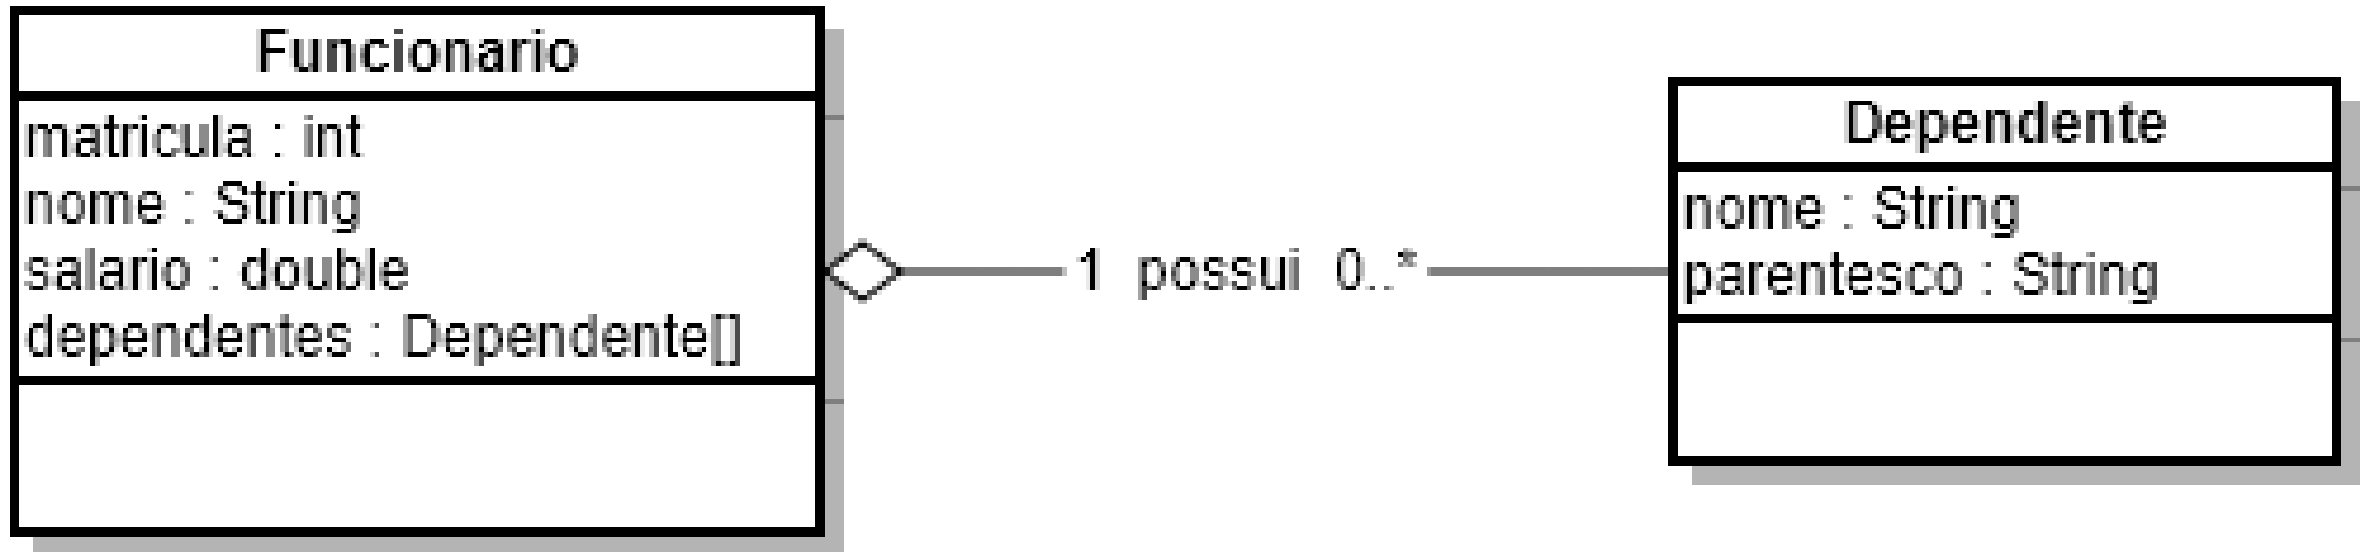 Funcionario
matricula : int
nome : String
salario : double
dependentes : Dependente[]
1 possui 0..*
Dependente
nome : String
parentesco : String